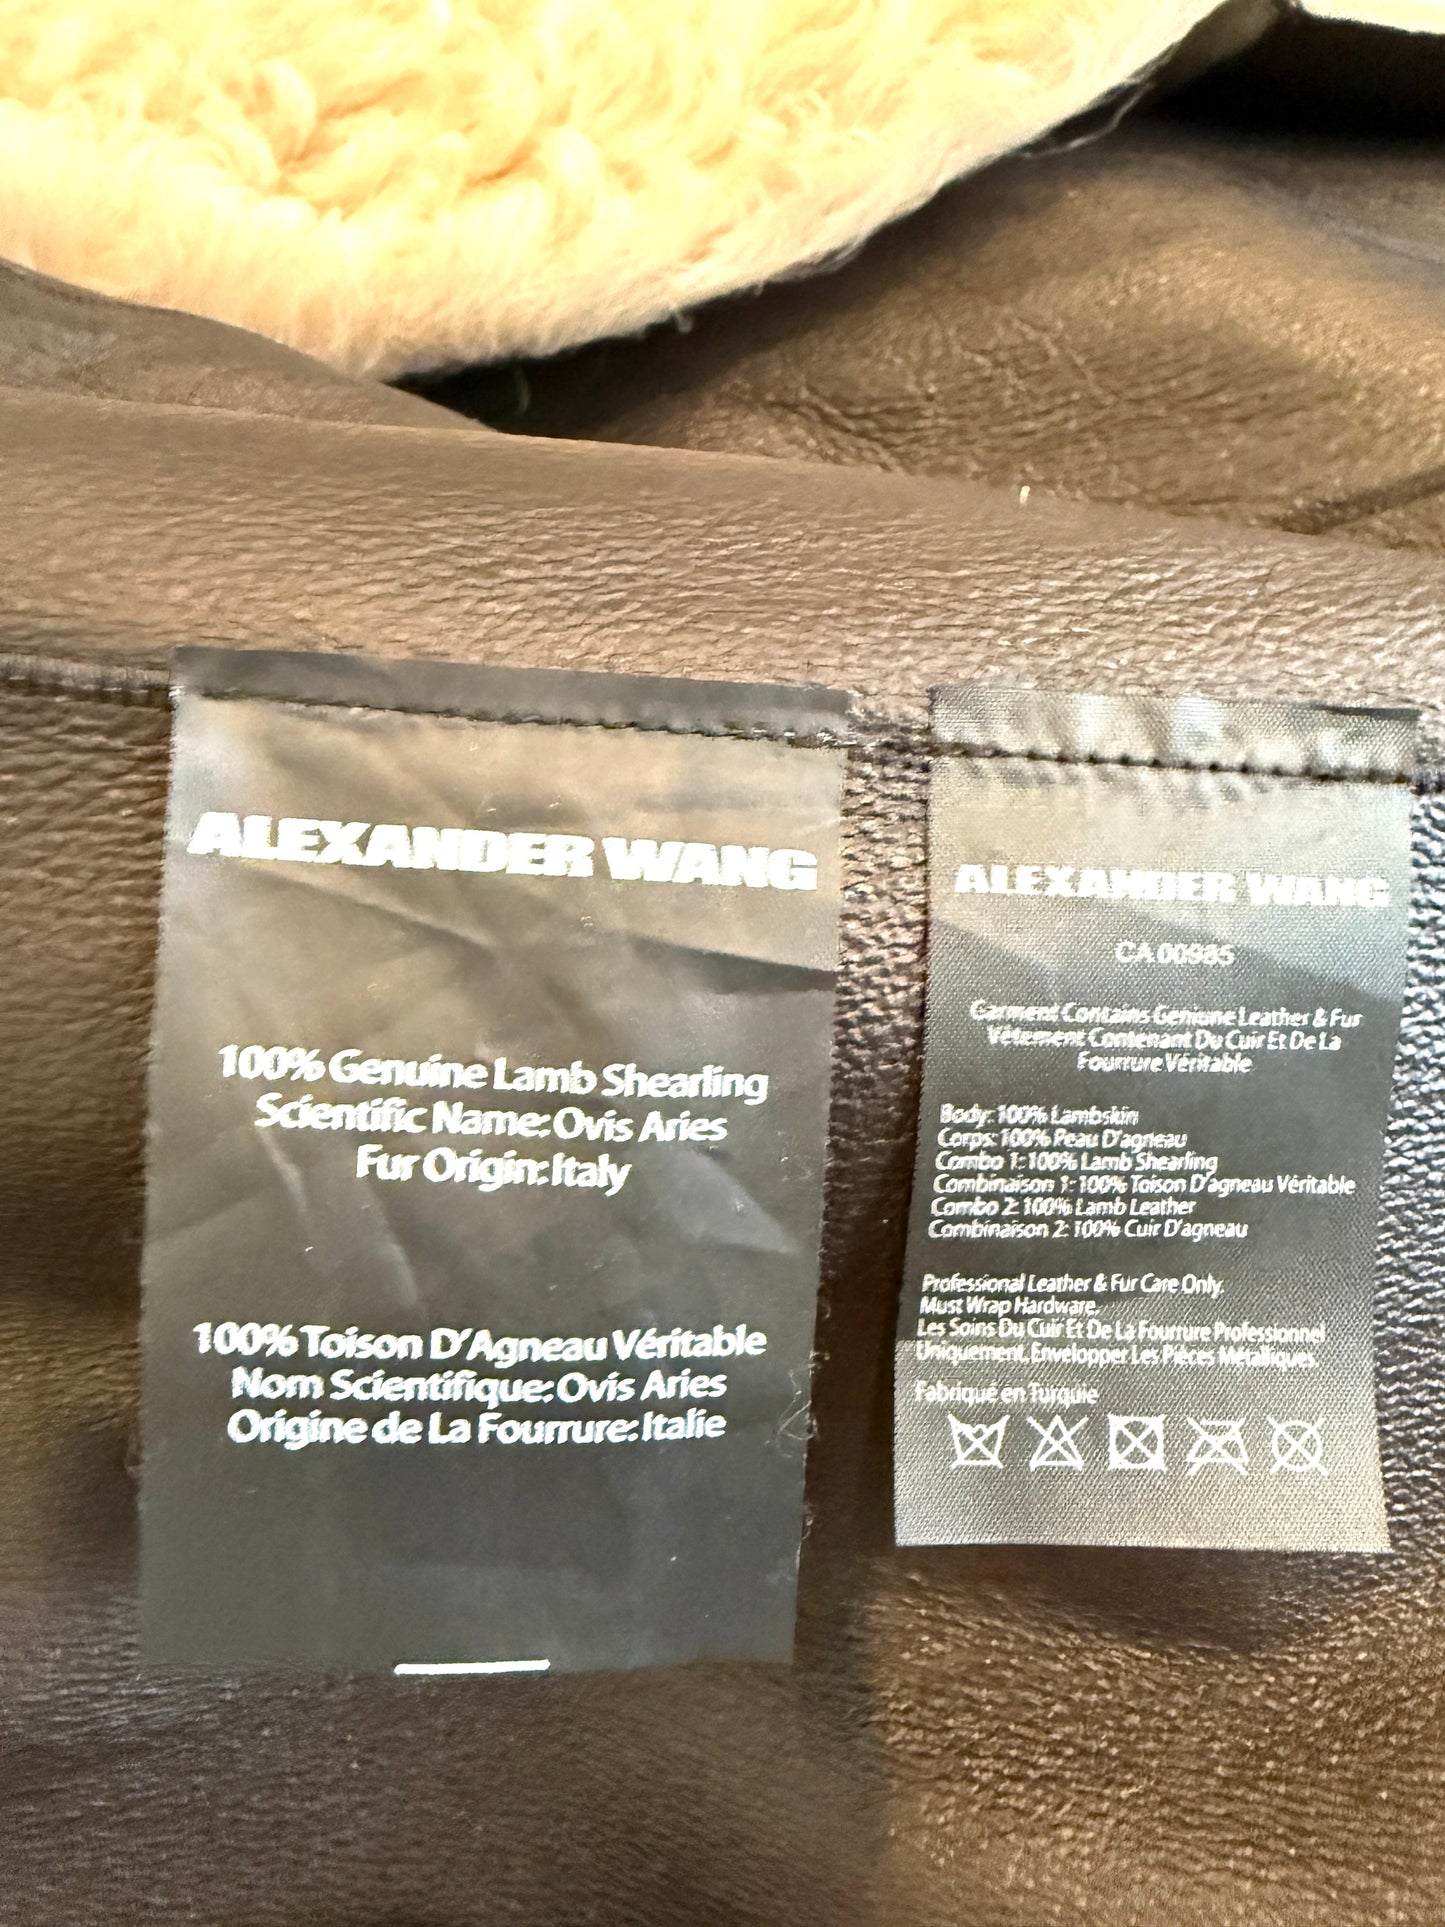 ALEXANDER WANG
100% Genuine Lamb Shearling
Scientific Name: Ovis Aries
Fur Origin: Italy
100% Toison D'Agneau Véritable
Nom Scientifique: Ovis Aries
Origine de La Fourrure: Italie
ALEXANDER WANG
CA 00985
Garment Contains Geniune Leather & Fur
Vêtement Contenant Du Cuir Et De La
Fourrure Véritable
Body: 100% Lambskin
Corps: 100% Peau D'agneau
Combo 1: 100% Lamb Shearling
Combinaison 1: 100% Toison D'agneau Véritable
Combo 2: 100% Lamb Leather
Combinaison 2: 100% Cuir D'agneau
Professional Leather & Fur Care Only.
Must Wrap Hardware.
Les Soins Du Cuir Et De La Fourrure Professionnel
Uniquement. Envelopper Les Pièces Métalliques.
Fabriqué en Turquie